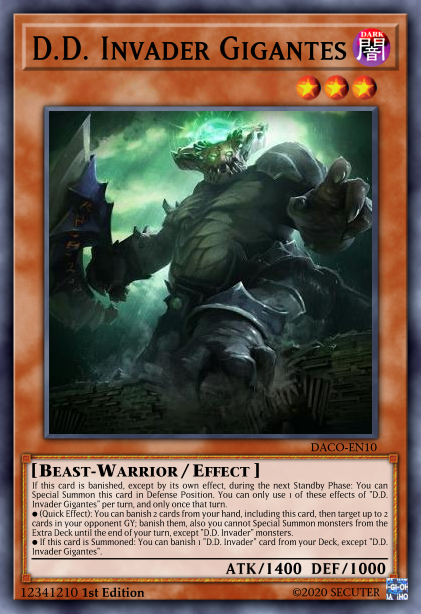 D.D. Invader Gigantes
DARK
闇
DACO-EN10
[Beast-Warrior/Effect]
If this card is banished, except by its own effect, during the next Standby Phase: You can
Special Summon this card in Defense Position. You can only use 1 of these effects of "D.D.
Invader Gigantes" per turn, and only once that turn.
●(Quick Effect): You can banish 2 cards from your hand, including this card, then target up to 2
cards in your opponent GY; banish them, also you cannot Special Summon monsters from the
Extra Deck until the end of your turn, except "D.D. Invader" monsters.
● If this card is Summoned: You can banish 1 "D.D. Invader" card from your Deck, except "D.D.
Invader Gigantes".
ATK/1400 DEF/1000
12341210 1st Edition ©2020 SECUTER